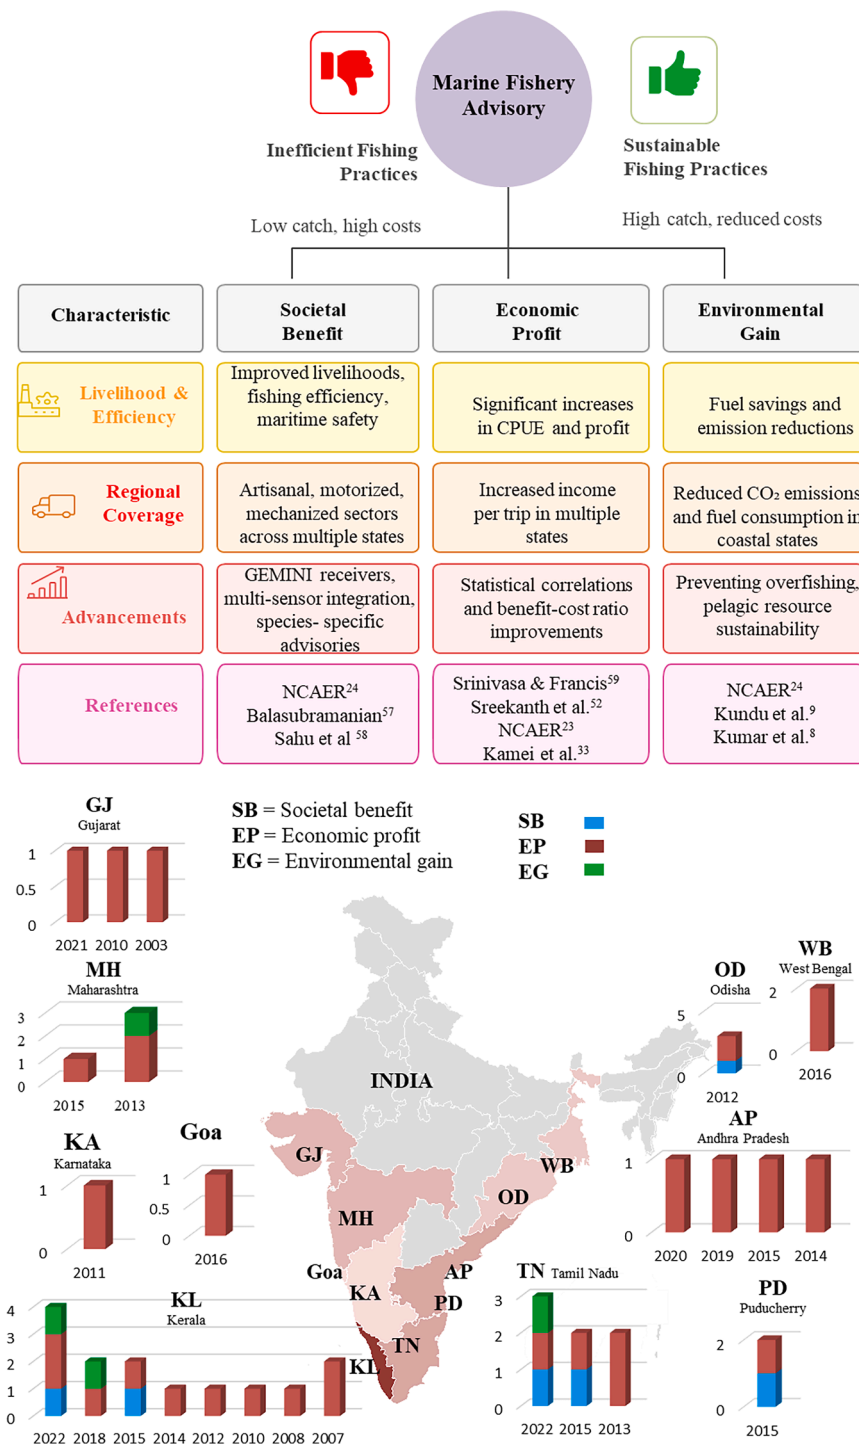 Marine Fishery
Advisory
Inefficient Fishing
Practices
Sustainable
Fishing Practices
Low catch, high costs
High catch, reduced costs
Characteristic
Societal
Benefit
Economic
Profit
Environmental
Gain
Livelihood &
Efficiency
Improved livelihoods,
fishing efficiency,
maritime safety
Significant increases
in CPUE and profit
Fuel savings and
emission reductions
Regional
Coverage
Artisanal, motorized,
mechanized sectors
across multiple states
Increased income
per trip in multiple
states
Reduced CO₂ emissions
and fuel consumption in
coastal states
Advancements
GEMINI receivers,
multi-sensor integration,
species- specific
advisories
Statistical correlations
and benefit-cost ratio
improvements
Preventing overfishing,
pelagic resource
sustainability
References
NCAER²⁴
Balasubramanian⁵⁷
Sahu et al ⁵⁸
Srinivasa & Francis⁵⁹
Sreekanth et al.⁵²
NCAER²³
Kamei et al.³³
NCAER²⁴
Kundu et al.⁹
Kumar et al.⁸
GJ
Gujarat
1
0.5
0
2021 2010 2003
SB = Societal benefit
EP = Economic profit
EG = Environmental gain
SB
EP
EG
MH
Maharashtra
3
2
1
0
2015 2013
OD
Odisha
5
0
2012
WB
West Bengal
2
0
2016
KA
Karnataka
1
0
2011
Goa
1
0.5
0
2016
AP
Andhra Pradesh
1
0
2020 2019 2015 2014
INDIA
GJ
WB
OD
MH
Goa
AP
KA
PD
TN
KL
KL
Kerala
4
3
2
1
0
2022 2018 2015 2014 2012 2010 2008 2007
TN Tamil Nadu
3
2
1
0
2022 2015 2013
PD
Puducherry
2
0
2015